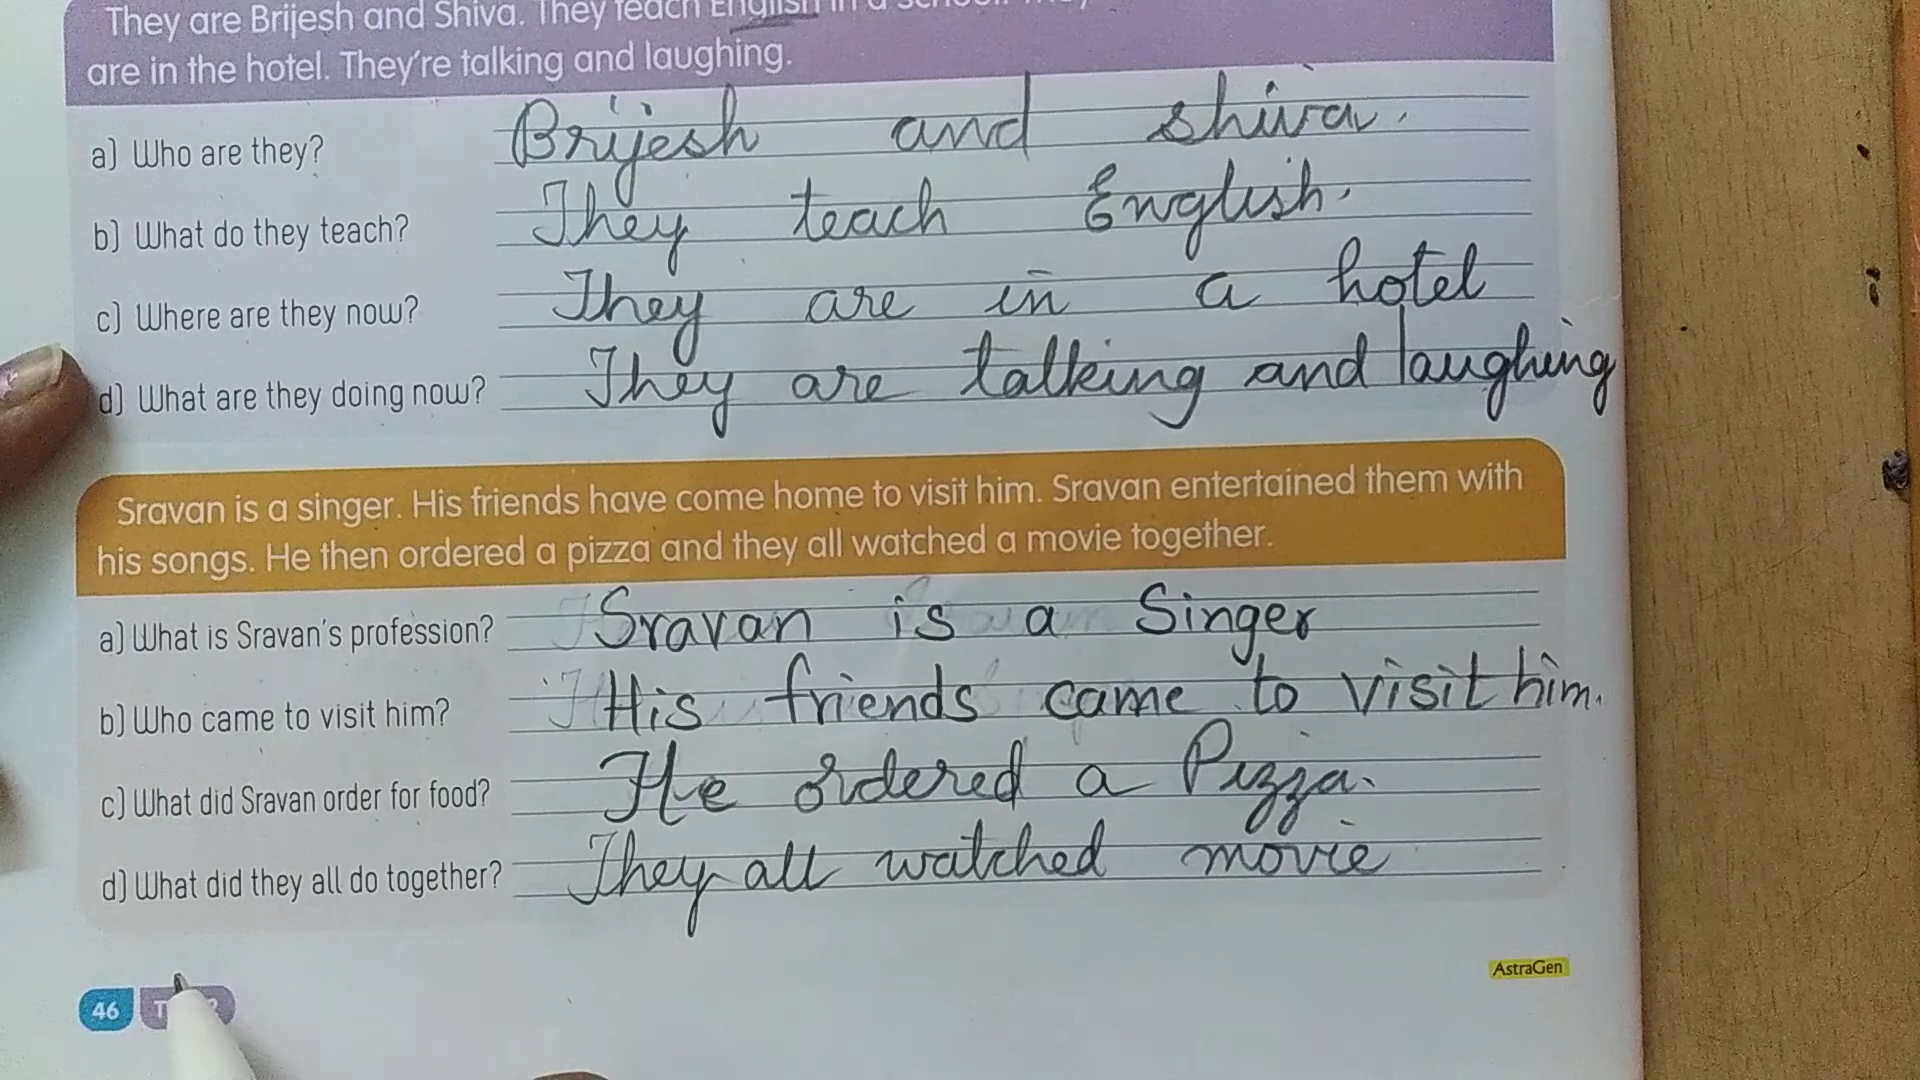 They are Brijesh and Shiva. They teach English in a school. They
are in the hotel. They're talking and laughing.
a) Who are they? Brijesh and shiva.
b) What do they teach? They teach English.
c) Where are they now? They are in a hotel
d) What are they doing now? They are talking and laughing
Sravan is a singer. His friends have come home to visit him. Sravan entertained them with
his songs. He then ordered a pizza and they all watched a movie together.
a) What is Sravan's profession? Sravan is a Singer
b) Who came to visit him? His friends came to visit him.
c) What did Sravan order for food? He ordered a Pizza.
d) What did they all do together? They all watched movie
AstraGen
46